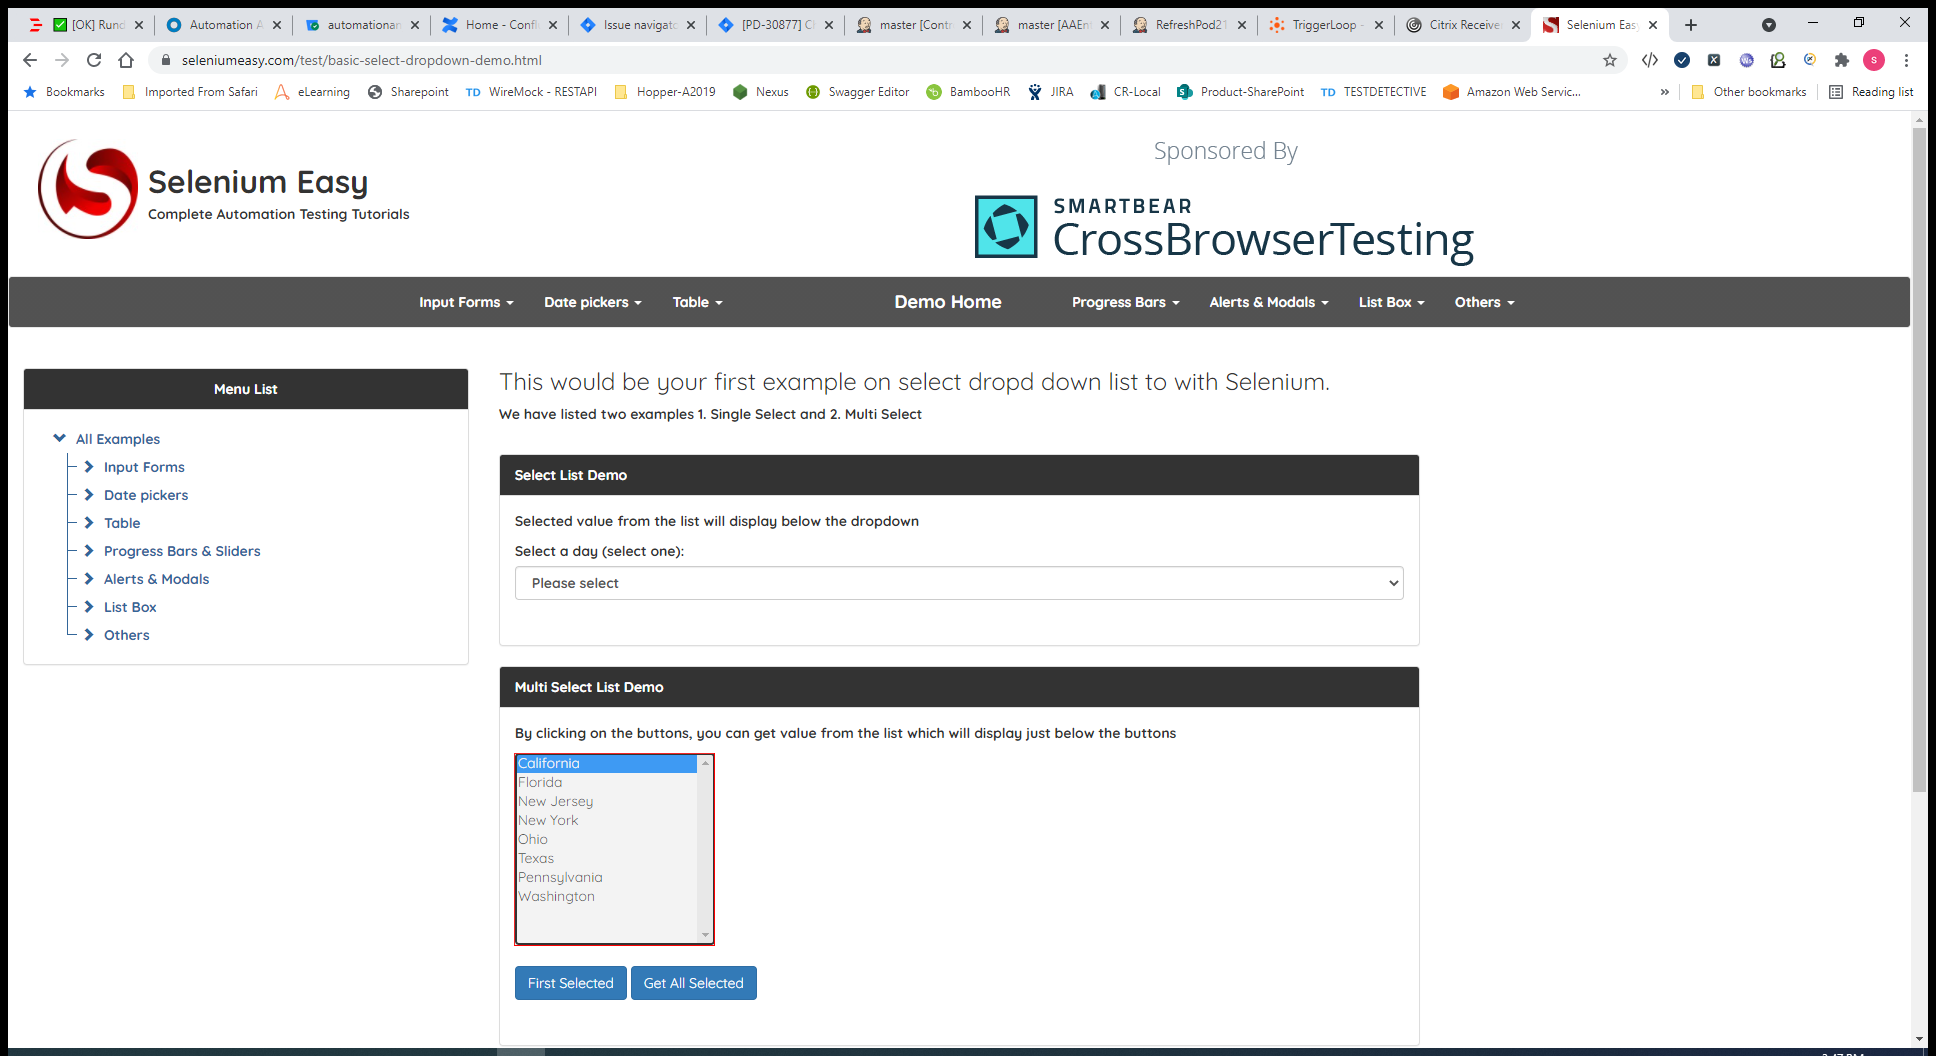 [OK] Rund
Automation A
automationan
Home - Confl
Issue navigato
[PD-30877] Cl
master [Contr
master [AAEn
RefreshPod21
TriggerLoop -
Citrix Receive
Selenium Easy
seleniumeasy.com/test/basic-select-dropdown-demo.html
Bookmarks
Imported From Safari
eLearning
Sharepoint
TD WireMock - RESTAPI
Hopper-A2019
Nexus
Swagger Editor
BambooHR
JIRA
CR-Local
Product-SharePoint
TD TESTDETECTIVE
Amazon Web Servic...
»
Other bookmarks
Reading list
Selenium Easy
Complete Automation Testing Tutorials
Sponsored By
SMARTBEAR
CrossBrowserTesting
Input Forms
Date pickers
Table
Demo Home
Progress Bars
Alerts & Modals
List Box
Others
Menu List
All Examples
Input Forms
Date pickers
Table
Progress Bars & Sliders
Alerts & Modals
List Box
Others
This would be your first example on select dropd down list to with Selenium.
We have listed two examples 1. Single Select and 2. Multi Select
Select List Demo
Selected value from the list will display below the dropdown
Select a day (select one):
Please select
Multi Select List Demo
By clicking on the buttons, you can get value from the list which will display just below the buttons
California
Florida
New Jersey
New York
Ohio
Texas
Pennsylvania
Washington
First Selected
Get All Selected